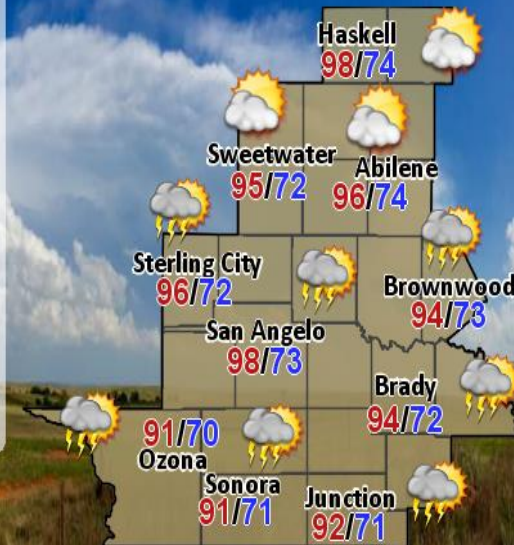 Haskell
98/74
Sweetwater
95/72
Abilene
96/74
Sterling City
96/72
Brownwood
94/73
San Angelo
98/73
Brady
94/72
91/70
Ozona
Sonora
91/71
Junction
92/71